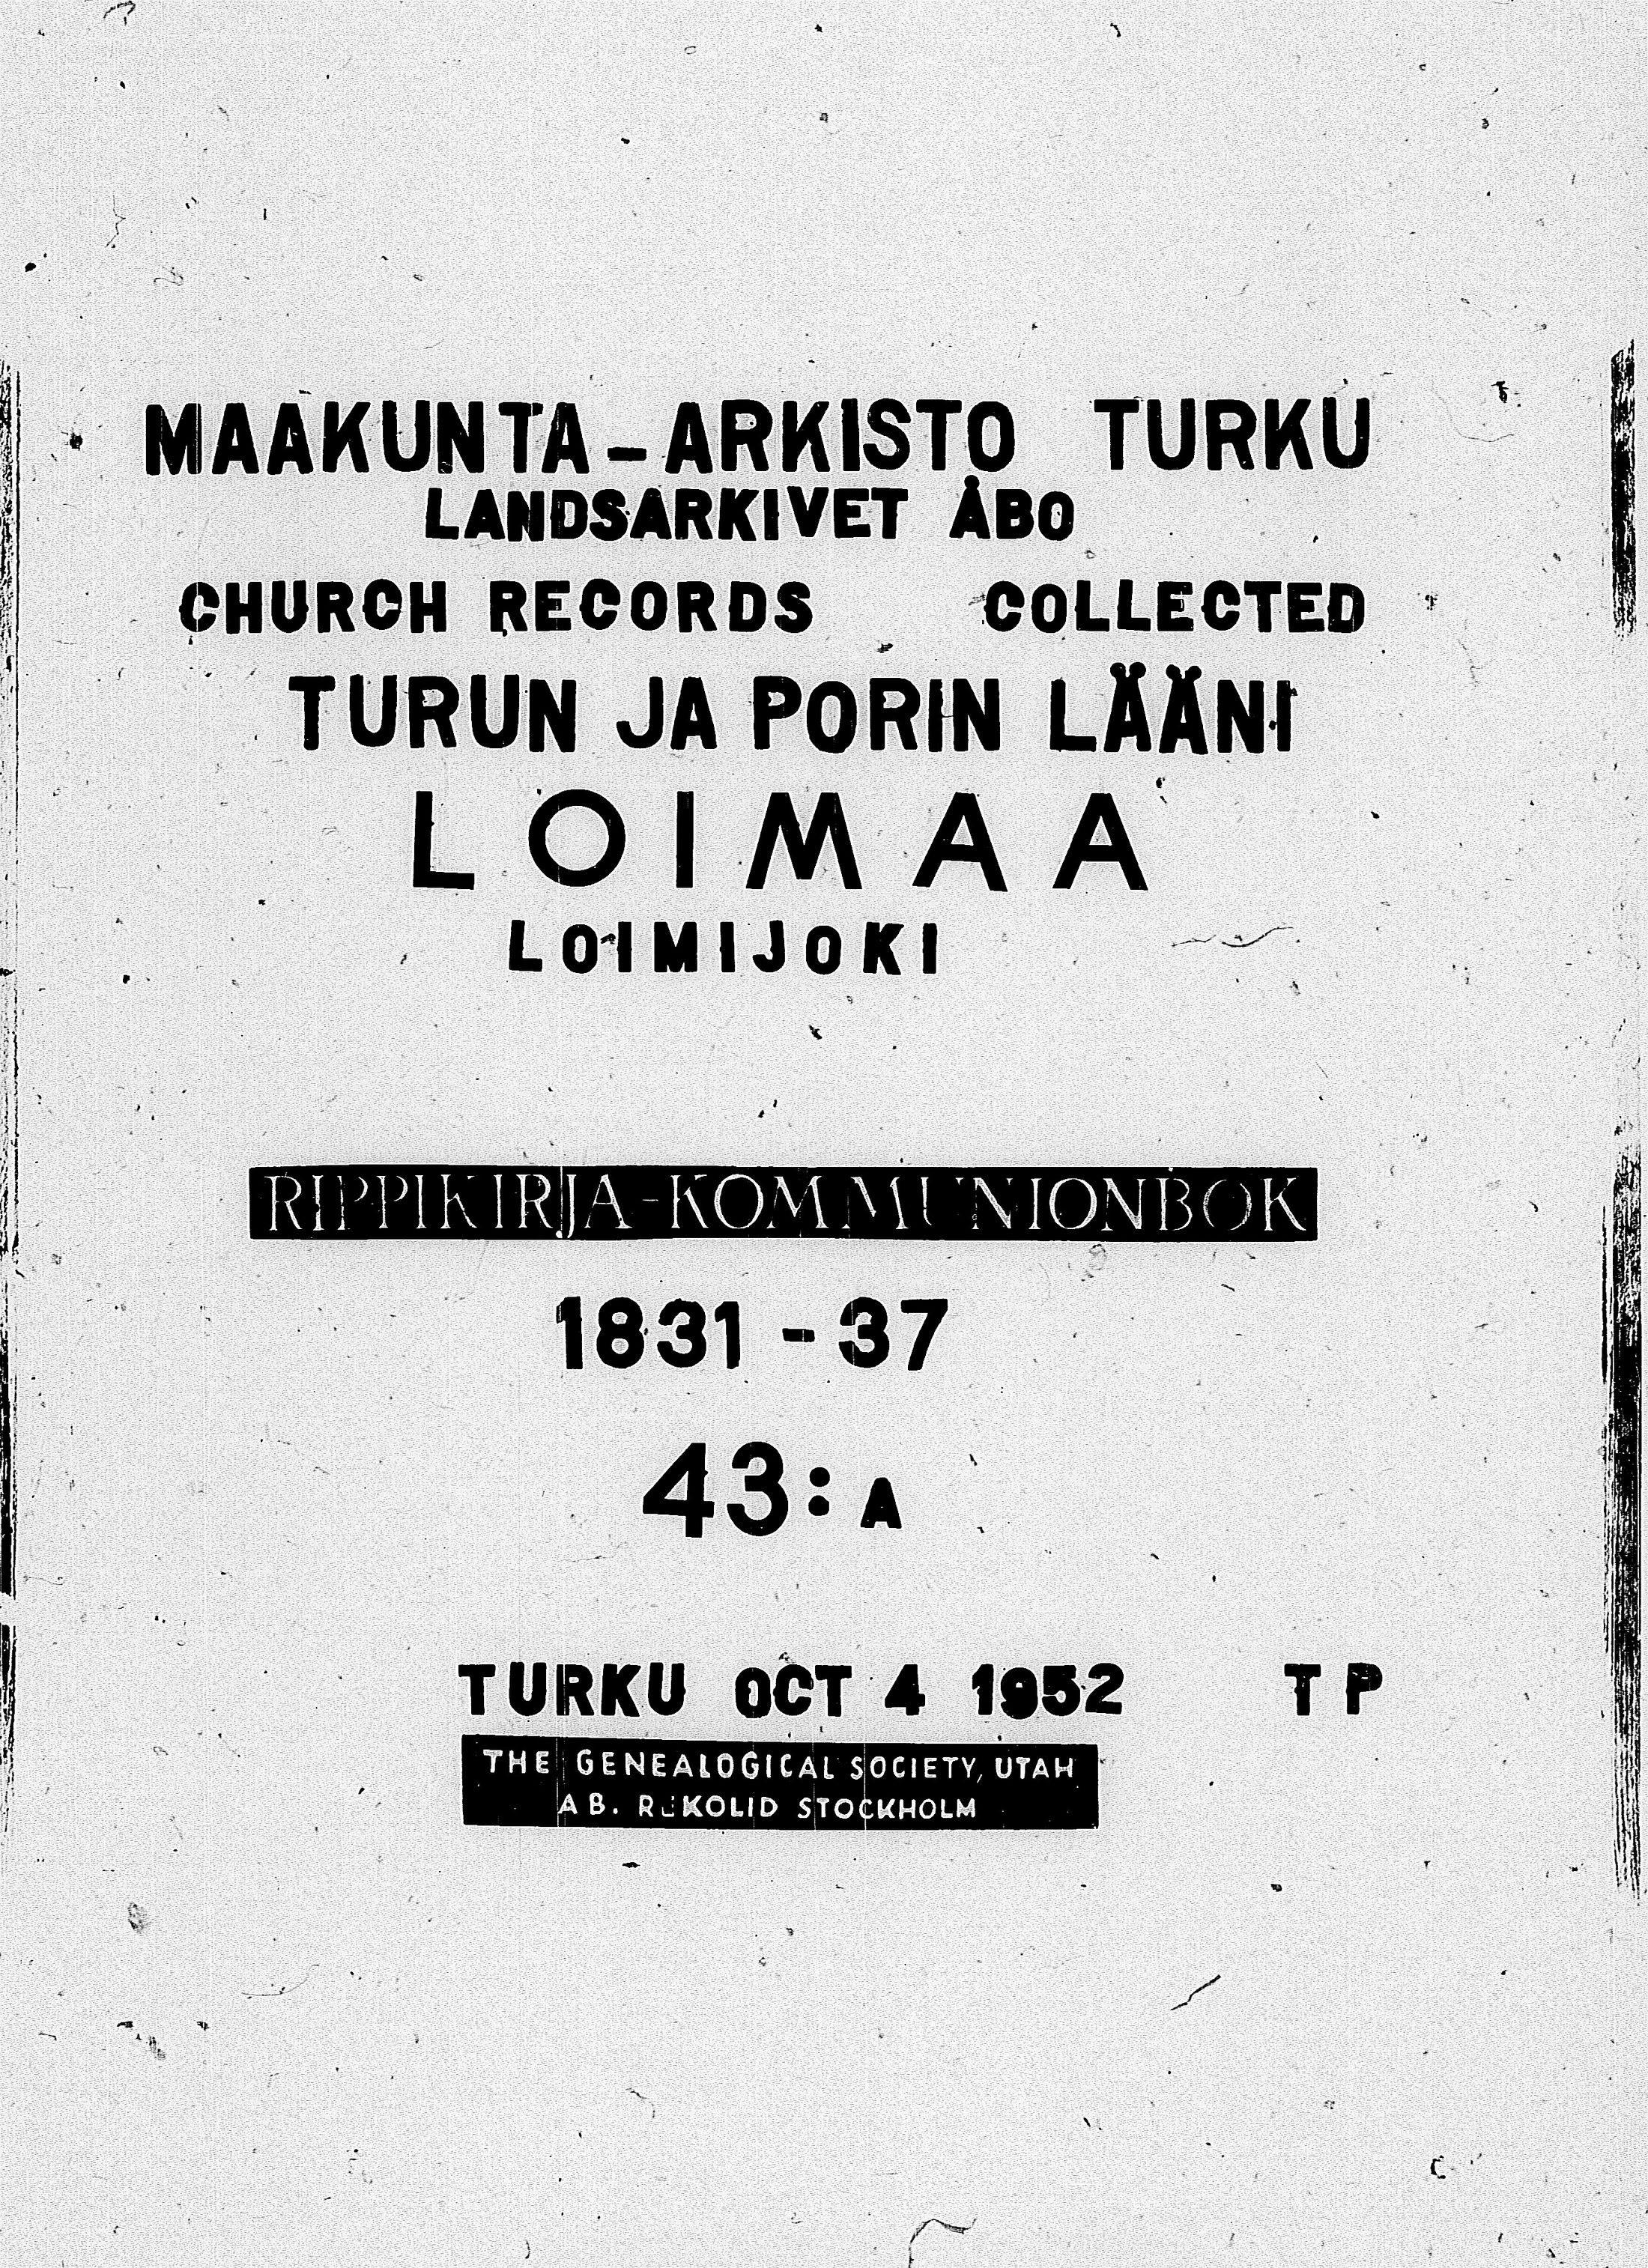 MAAKUNTA-ARKISTO TURKU
LANDSARKIVET ÅBO
CHURCH RECORDS COLLECTED
TURUN JA PORIN LÄÄNI
LOIMAA
LOIMIJOKI
RIPPIKIRJA-KOMMUNIONBOK
1831-37
43:A
TURKU OCT 4 1952 TP
THE GENEALOGICAL SOCIETY, UTAH
AB. REKOLID STOCKHOLM